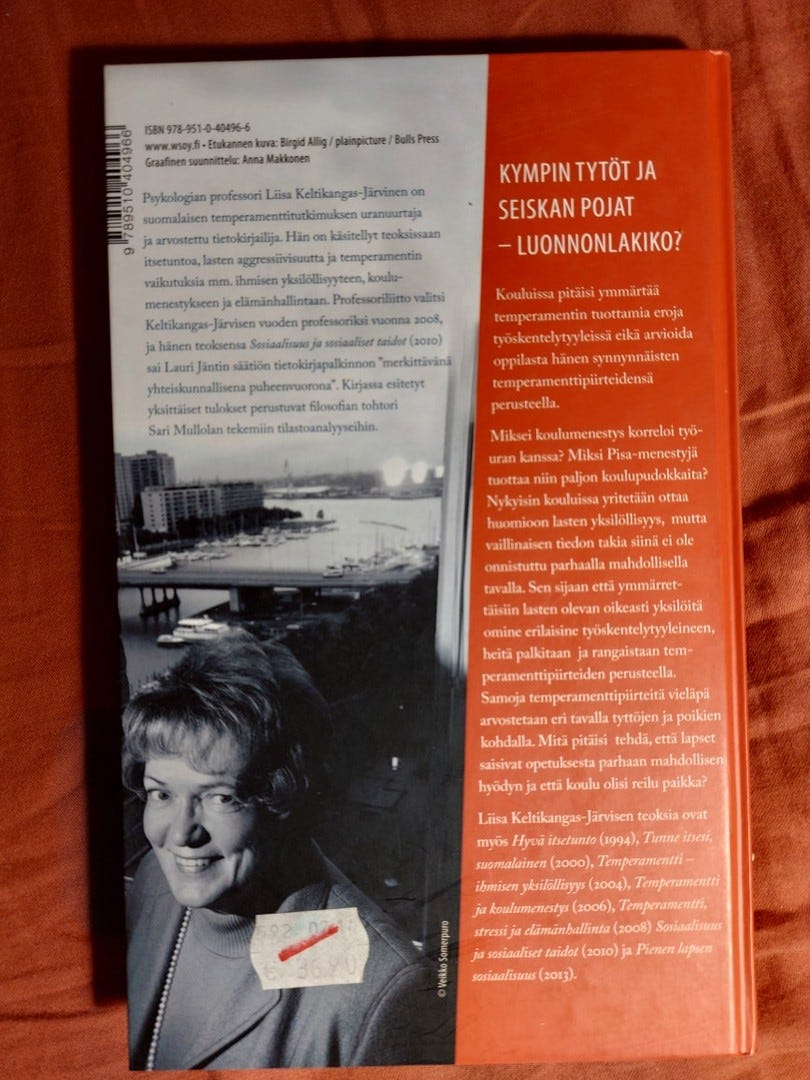 ISBN 978-951-0-40496-6
www.wsoy.fi • Etukannen kuva: Birgid Allig / plainpicture / Bulls Press
Graafinen suunnittelu: Anna Makkonen
9 789510 404966
Psykologian professori Liisa Keltikangas-Järvinen on
suomalaisen temperamenttitutkimuksen uranuurtaja
ja arvostettu tietokirjailija. Hän on käsitellyt teoksissaan
itsetuntoa, lasten aggressiivisuutta ja temperamentin
vaikutuksia mm. ihmisen yksilöllisyyteen, koulu-
menestykseen ja elämänhallintaan. Professoriliitto valitsi
Keltikangas-Järvisen vuoden professoriksi vuonna 2008,
ja hänen teoksensa Sosiaalisuus ja sosiaaliset taidot (2010)
sai Lauri Jäntin säätiön tietokirjapalkinnon "merkittävänä
yhteiskunnallisena puheenvuorona". Kirjassa esitetyt
yksittäiset tulokset perustuvat filosofian tohtori
Sari Mullolan tekemiin tilastoanalyyseihin.
© Veikko Somerpuro
36.90
KYMPIN TYTÖT JA
SEISKAN POJAT
– LUONNONLAKIKO?
Kouluissa pitäisi ymmärtää
temperamentin tuottamia eroja
työskentelytyyleissä eikä arvioida
oppilasta hänen synnynnäisten
temperamenttipiirteidensä
perusteella.
Miksei koulumenestys korreloi työ-
uran kanssa? Miksi Pisa-menestyjä
tuottaa niin paljon koulupudokkaita?
Nykyisin kouluissa yritetään ottaa
huomioon lasten yksilöllisyys, mutta
vaillinaisen tiedon takia siinä ei ole
onnistuttu parhaalla mahdollisella
tavalla. Sen sijaan että ymmärret-
täisiin lasten olevan oikeasti yksilöitä
omine erilaisine työskentelytyyleineen,
heitä palkitaan ja rangaistaan tem-
peramenttipiirteiden perusteella.
Samoja temperamenttipiirteitä vieläpä
arvostetaan eri tavalla tyttöjen ja poikien
kohdalla. Mitä pitäisi tehdä, että lapset
saisivat opetuksesta parhaan mahdollisen
hyödyn ja että koulu olisi reilu paikka?
Liisa Keltikangas-Järvisen teoksia ovat
myös Hyvä itsetunto (1994), Tunne itsesi,
suomalainen (2000), Temperamentti –
ihmisen yksilöllisyys (2004), Temperamentti
ja koulumenestys (2006), Temperamentti,
stressi ja elämänhallinta (2008) Sosiaalisuus
ja sosiaaliset taidot (2010) ja Pienen lapsen
sosiaalisuus (2013).